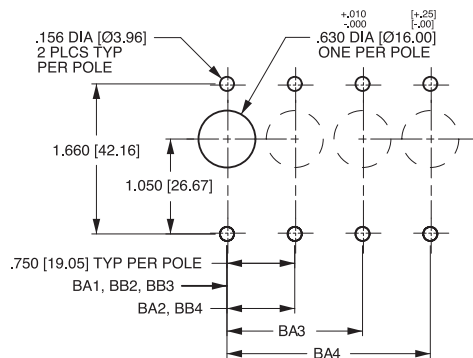 +.010 [+.25]
-.000 [-.00]
.156 DIA [Ø3.96]
2 PLCS TYP
PER POLE
.630 DIA [Ø16.00]
ONE PER POLE
1.660 [42.16]
1.050 [26.67]
.750 [19.05] TYP PER POLE
BA1, BB2, BB3
BA2, BB4
BA3
BA4